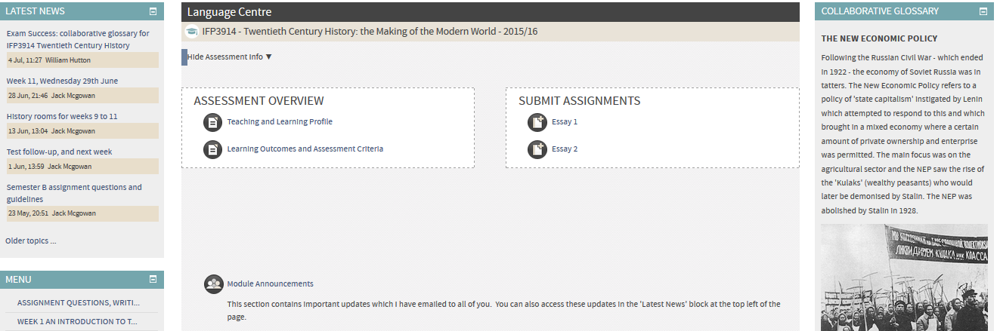 LATEST NEWS
Exam Success: collaborative glossary for
IFP3914 Twentieth Century History
4 Jul, 11:27 William Hutton
Week 11, Wednesday 29th June
28 Jun, 21:46 Jack Mcgowan
History rooms for weeks 9 to 11
13 Jun, 13:04 Jack Mcgowan
Test follow-up, and next week
1 Jun, 13:59 Jack Mcgowan
Semester B assignment questions and
guidelines
23 May, 20:51 Jack Mcgowan
Older topics ...
MENU
ASSIGNMENT QUESTIONS, WRITI...
WEEK 1 AN INTRODUCTION TO T...
Language Centre
IFP3914 - Twentieth Century History: the Making of the Modern World - 2015/16
Hide Assessment Info ▼
ASSESSMENT OVERVIEW
Teaching and Learning Profile
Learning Outcomes and Assessment Criteria
SUBMIT ASSIGNMENTS
Essay 1
Essay 2
Module Announcements
This section contains important updates which I have emailed to all of you. You can also access these updates in the 'Latest News' block at the top left of the
page.
COLLABORATIVE GLOSSARY
THE NEW ECONOMIC POLICY
Following the Russian Civil War - which ended
in 1922 - the economy of Soviet Russia was in
tatters. The New Economic Policy refers to a
policy of 'state capitalism' instigated by Lenin
which attempted to respond to this and which
brought in a mixed economy where a certain
amount of private ownership and enterprise
was permitted. The main focus was on the
agricultural sector and the NEP saw the rise of
the 'Kulaks' (wealthy peasants) who would
later be demonised by Stalin. The NEP was
abolished by Stalin in 1928.
ЛИКВИДИРУЕМ КУЛАКА КАК КЛАССА